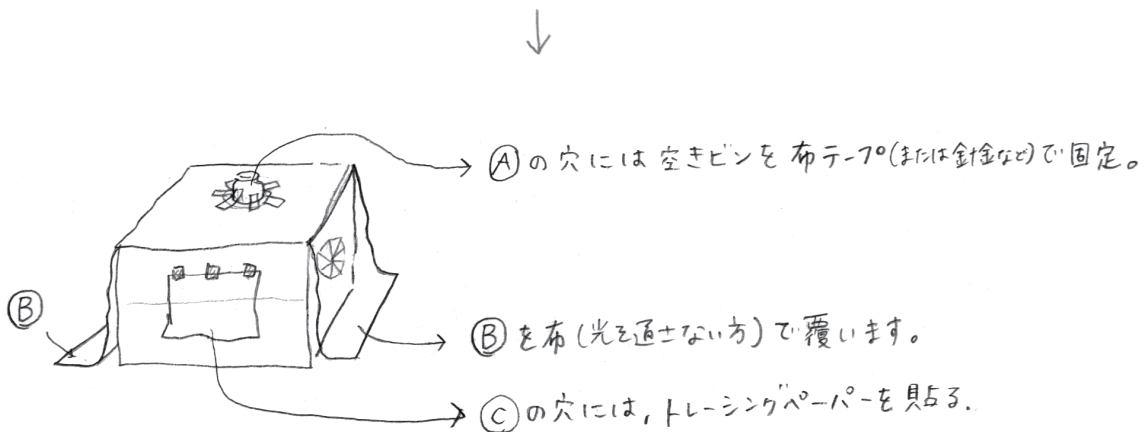 Ⓐの穴には空きビンを布テープ(または針金など)で固定。
Ⓑ
Ⓑを布(光を通さない方)で覆います。
Ⓒの穴には,トレーシングペーパーを貼る.